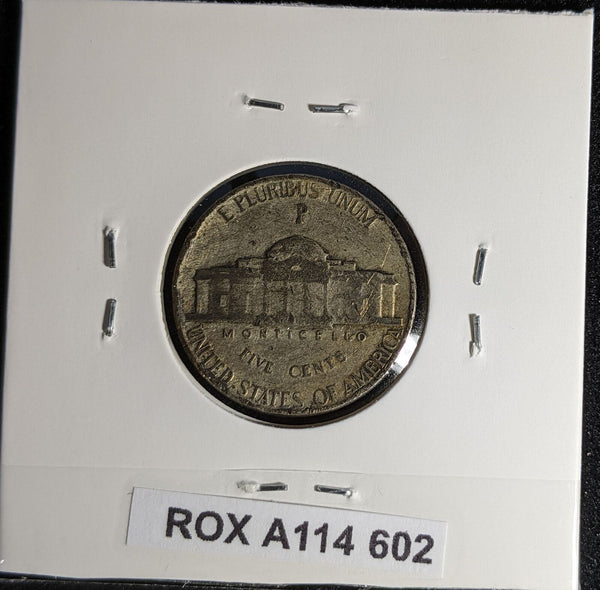 E PLURIBUS UNUM
P
MONTICELLO
FIVE CENTS
UNITED STATES OF AMERICA
ROX A114 602